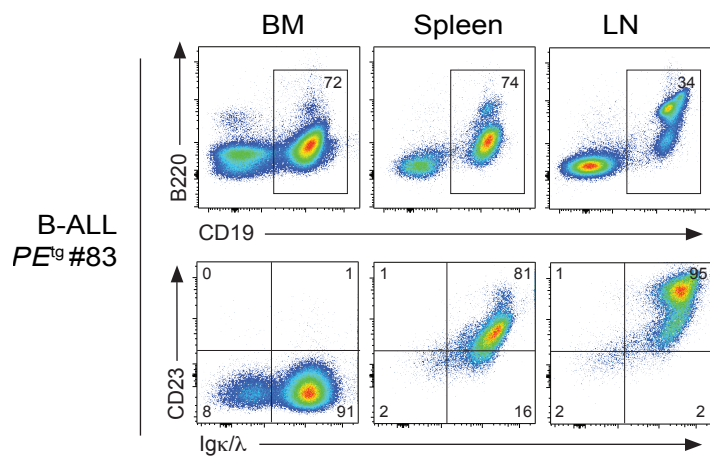 BM Spleen LN
72 74 34
B220
CD19
B-ALL
PEtg #83
0 1 1 81 1 95
CD23
8 91 2 16 2 2
Igκ/λ